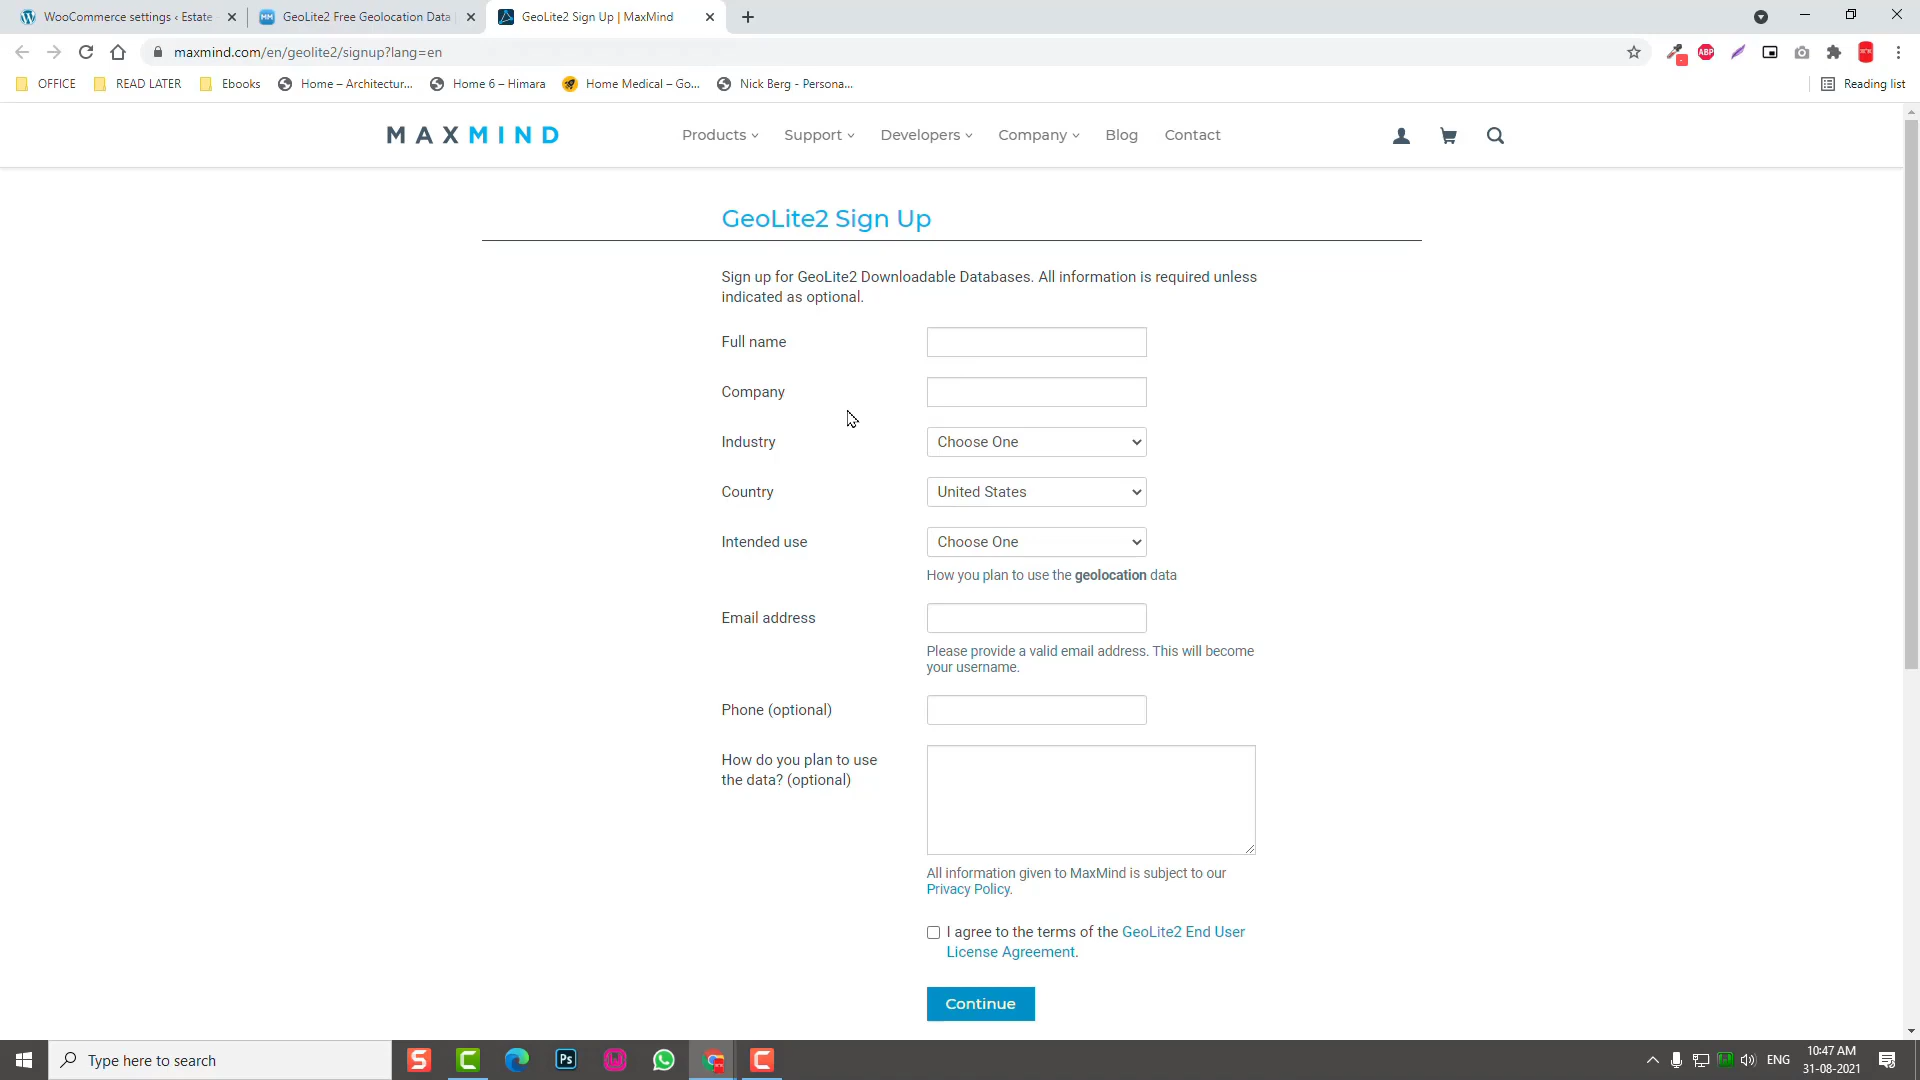 WooCommerce settings ‹ Estate
GeoLite2 Free Geolocation Data
GeoLite2 Sign Up | MaxMind
maxmind.com/en/geolite2/signup?lang=en
ABP
OFFICE
READ LATER
Ebooks
Home – Architectur...
Home 6 – Himara
Home Medical – Go...
Nick Berg - Persona...
Reading list
MAXMIND
Products
Support
Developers
Company
Blog
Contact
GeoLite2 Sign Up
Sign up for GeoLite2 Downloadable Databases. All information is required unless
indicated as optional.
Full name
Company
Industry
Choose One
Country
United States
Intended use
Choose One
How you plan to use the geolocation data
Email address
Please provide a valid email address. This will become
your username.
Phone (optional)
How do you plan to use
the data? (optional)
All information given to MaxMind is subject to our
Privacy Policy.
I agree to the terms of the GeoLite2 End User
License Agreement.
Continue
Type here to search
S
C
Ps
C
ENG
10:47 AM
31-08-2021